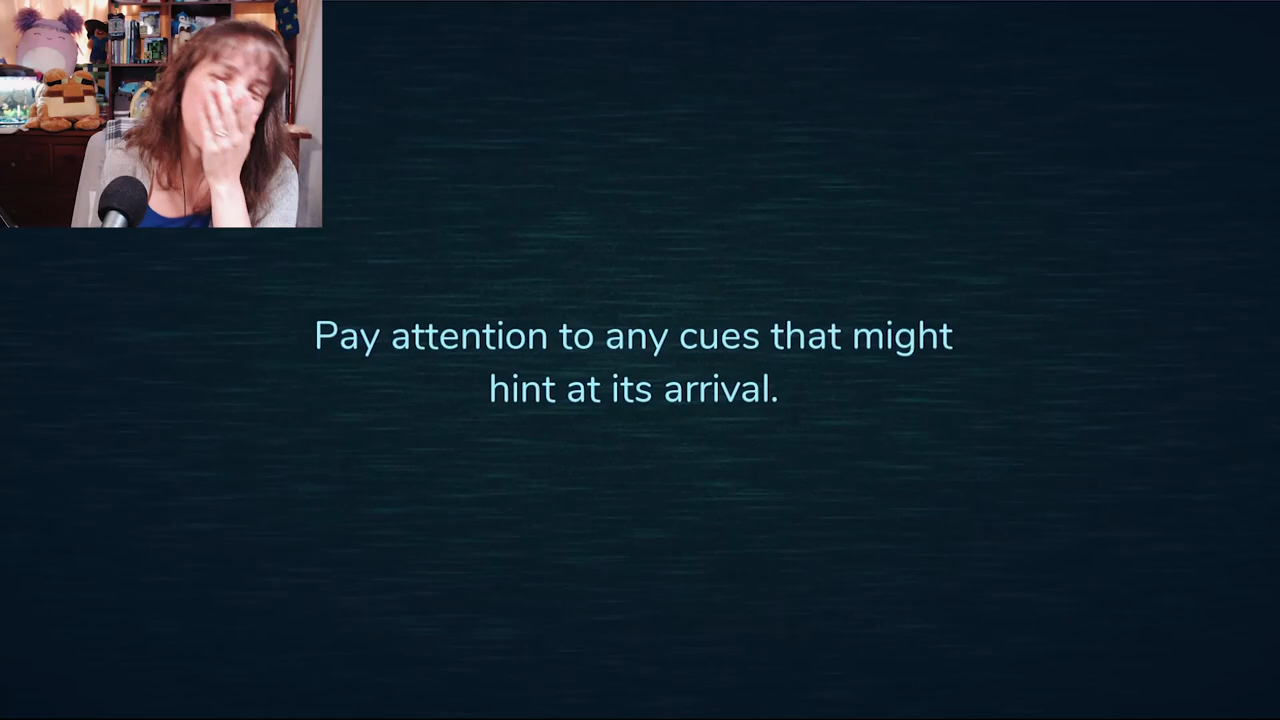 Pay attention to any cues that might
hint at its arrival.